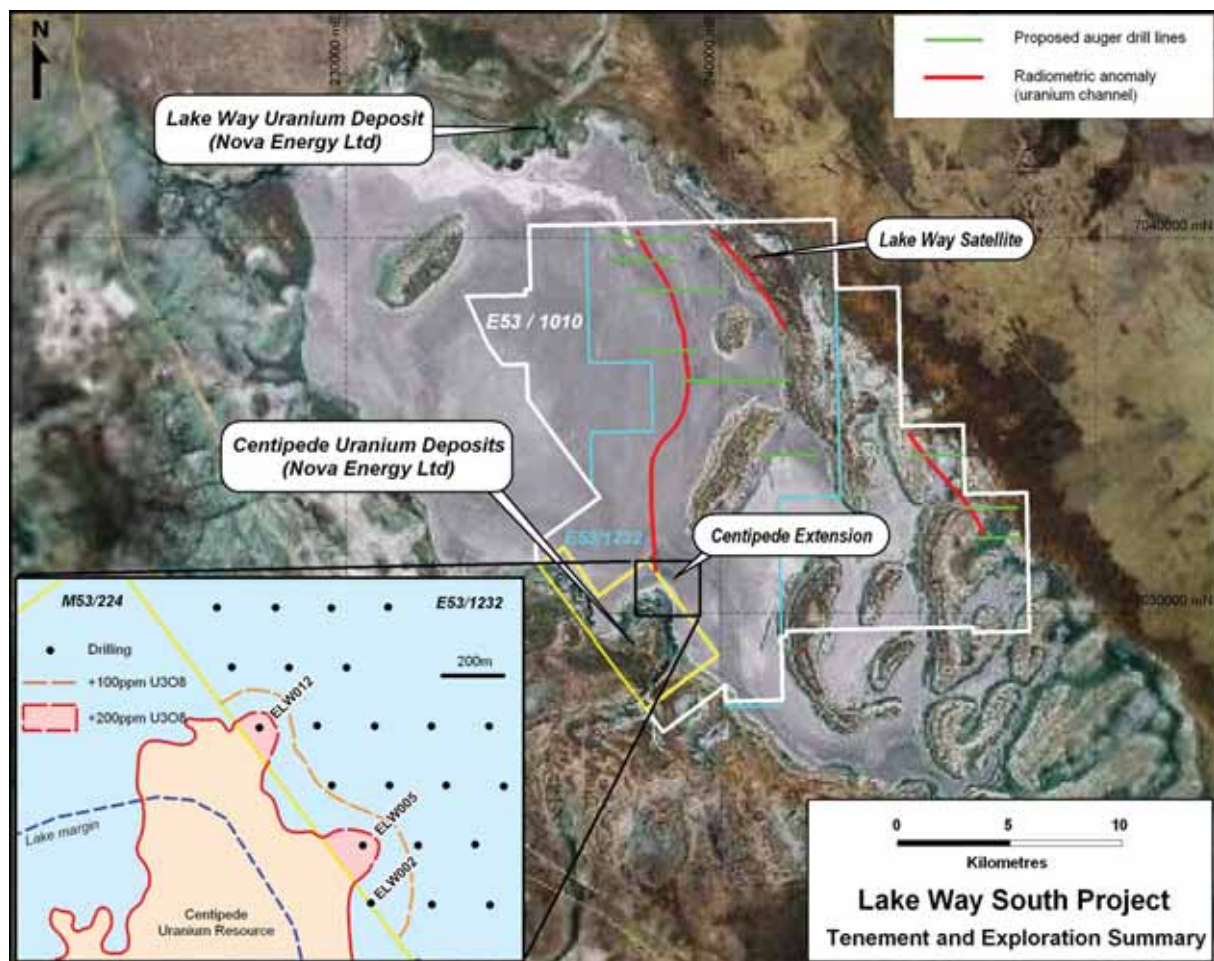 N
Proposed auger drill lines
Radiometric anomaly
(uranium channel)
Lake Way Uranium Deposit
(Nova Energy Ltd)
7040000 mN
Lake Way Satellite
E53 / 1010
Centipede Uranium Deposits
(Nova Energy Ltd)
E53/1232
Centipede Extension
7030000 mN
M53/224
E53/1232
Drilling
+100ppm U3O8
+200ppm U3O8
200m
ELW012
ELW005
ELW002
Lake margin
Centipede
Uranium Resource
0 5 10
Kilometres
Lake Way South Project
Tenement and Exploration Summary